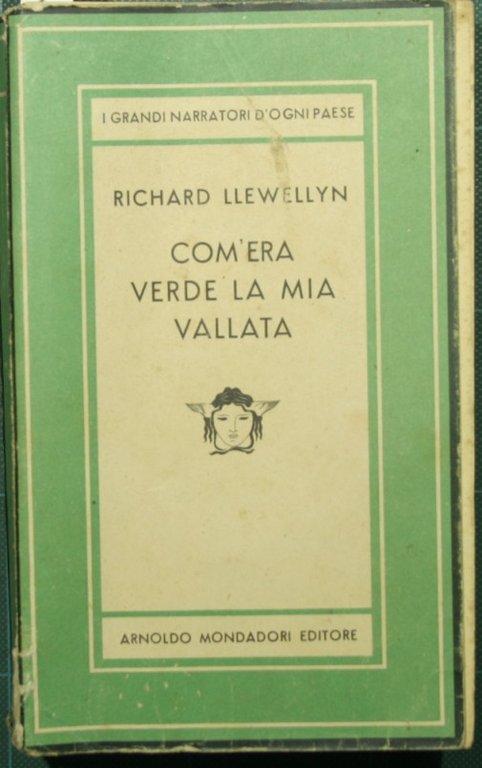 I GRANDI NARRATORI D'OGNI PAESE
RICHARD LLEWELLYN
COM'ERA
VERDE LA MIA
VALLATA
ARNOLDO MONDADORI EDITORE